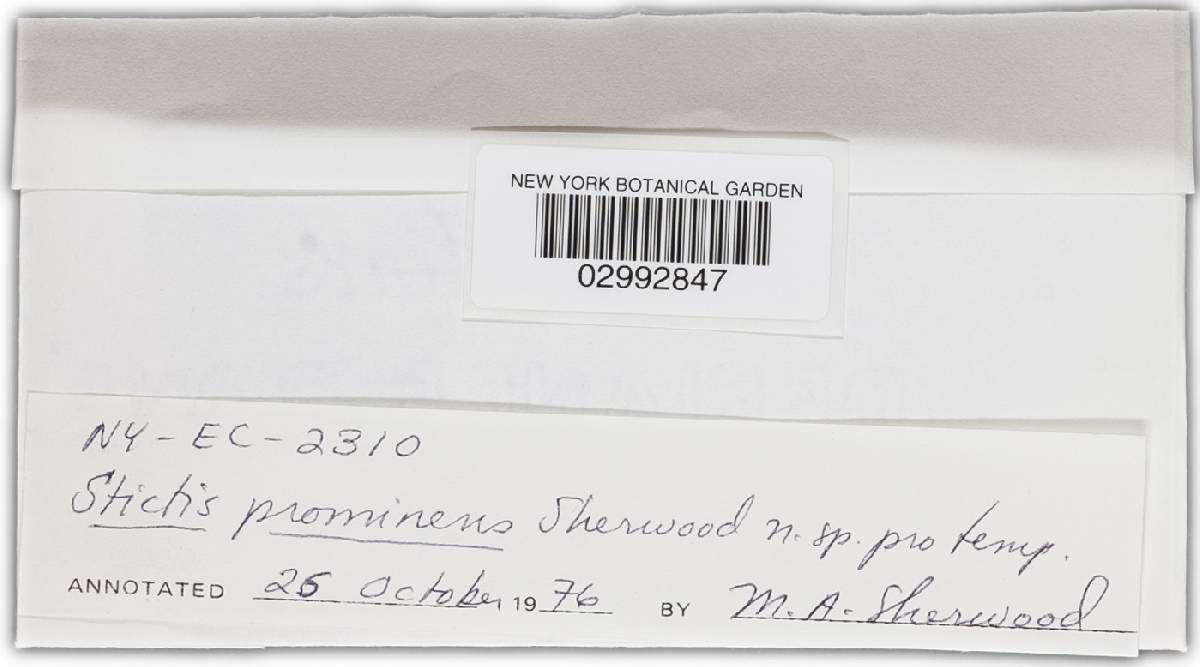 NEW YORK BOTANICAL GARDEN
02992847
NY-EC-2310
Stictis prominens Sherwood n. sp. pro temp.
ANNOTATED 25 October 1976 BY M.A. Sherwood